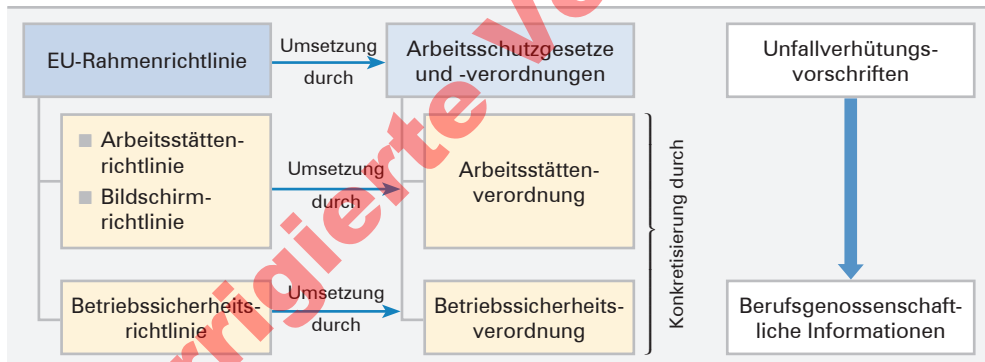 EU-Rahmenrichtlinie
Umsetzung
durch
Arbeitsschutzgesetze
und -verordnungen
Unfallverhütungs-
vorschriften
Arbeitsstätten-
richtlinie
Bildschirm-
richtlinie
Umsetzung
durch
Arbeitsstätten-
verordnung
Konkretisierung durch
Betriebssicherheits-
richtlinie
Umsetzung
durch
Betriebssicherheits-
verordnung
Berufsgenossenschaft-
liche Informationen